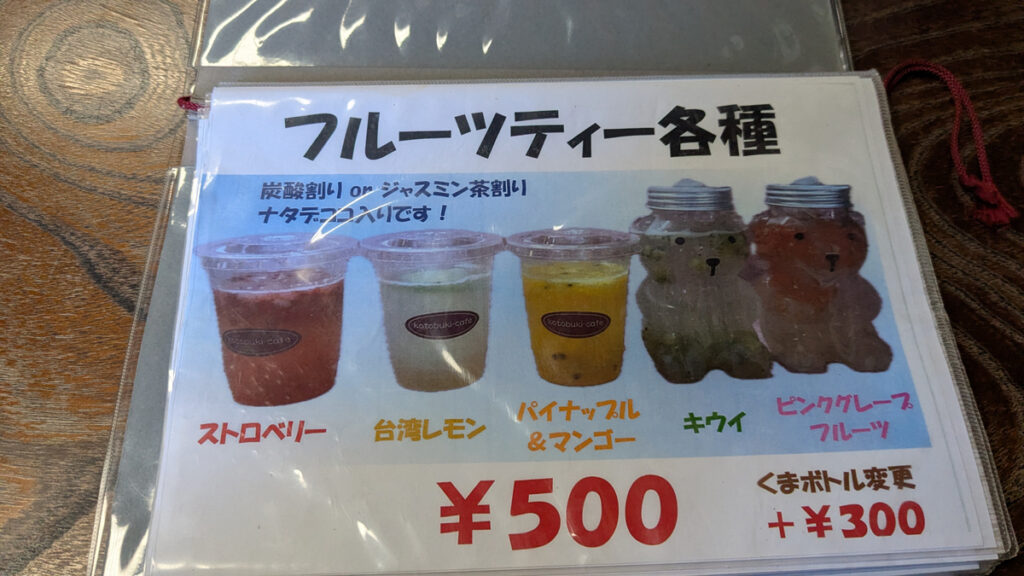 フルーツティー各種
炭酸割り or ジャスミン茶割り
ナタデココ入りです!
kotobuki-cafe
kotobuki-cafe
kotobuki-cafe
ストロベリー
台湾レモン
パイナップル
&マンゴー
キウイ
ピンクグレープ
フルーツ
¥500
くまボトル変更
+¥300